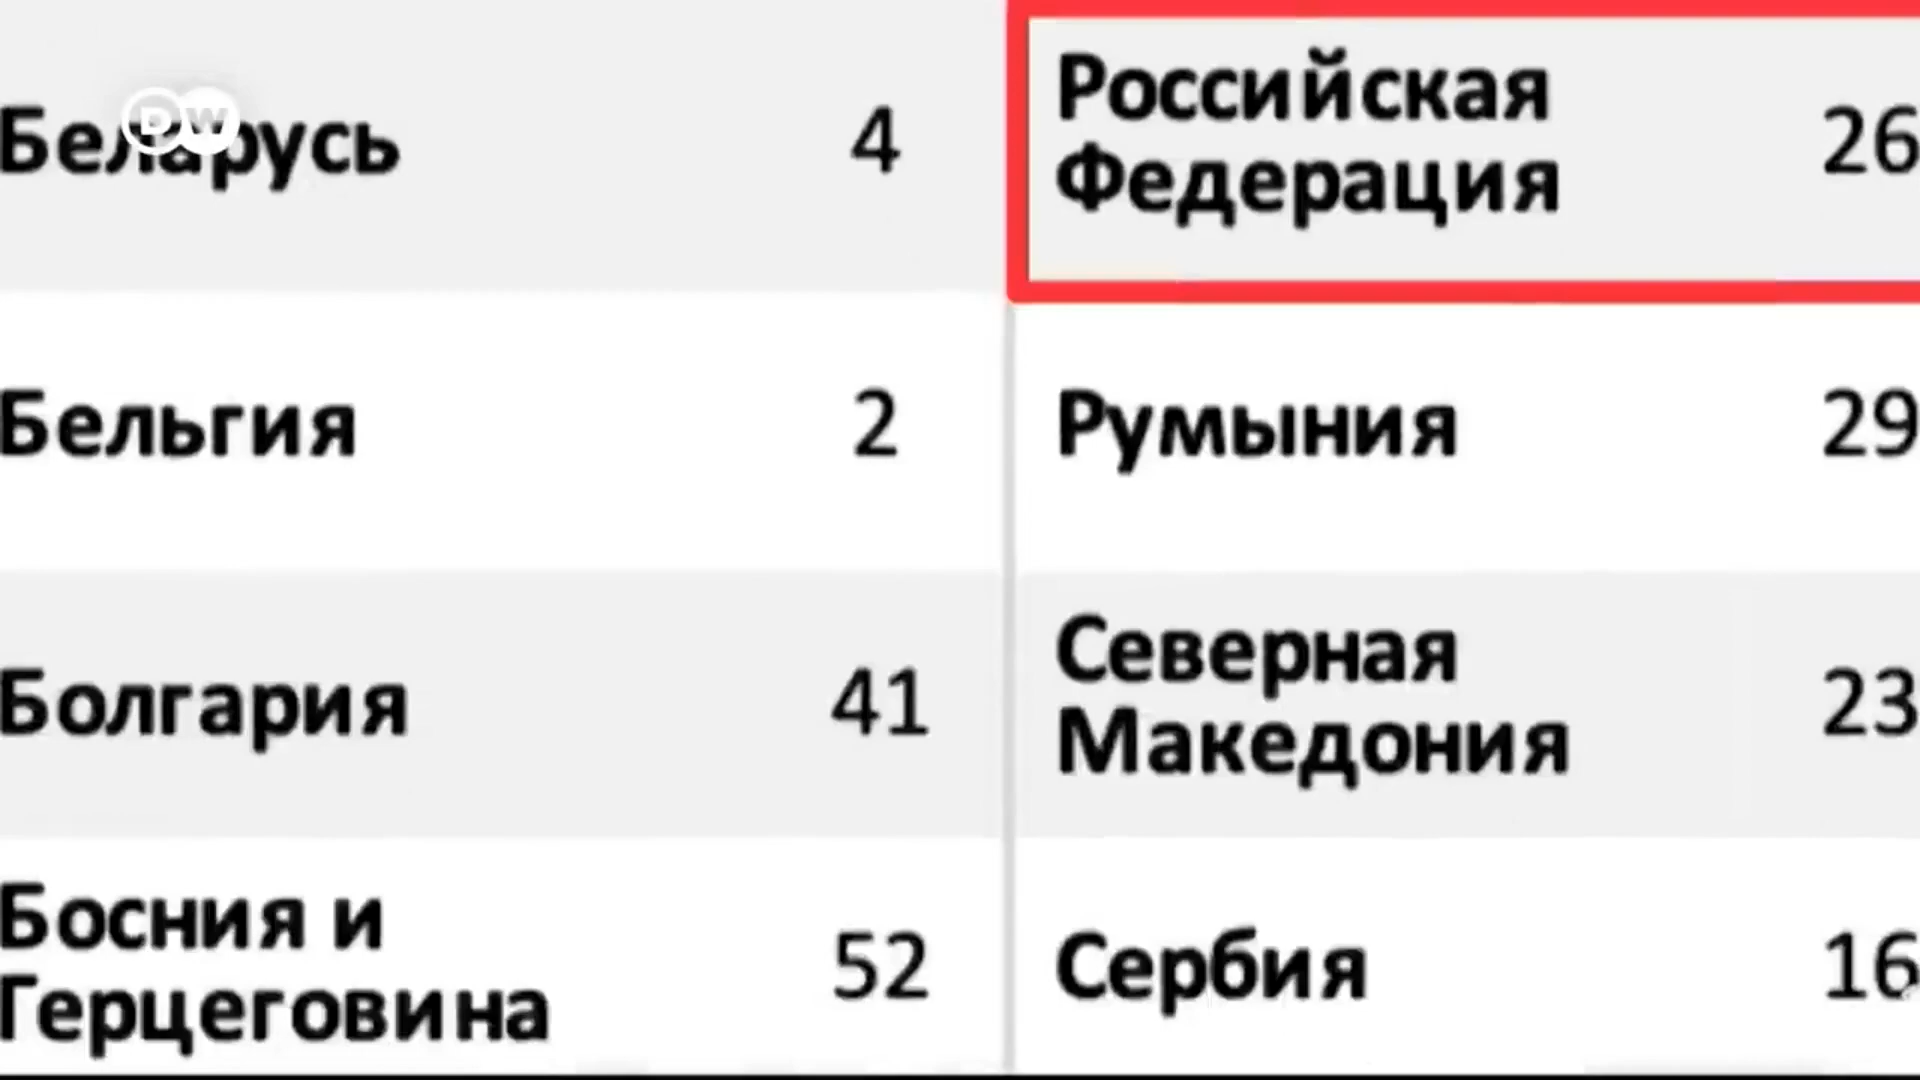 DW
Беларусь 4
Российская
Федерация 26
Бельгия 2
Румыния 29
Болгария 41
Северная
Македония 23
Босния и
Герцеговина 52
Сербия 16